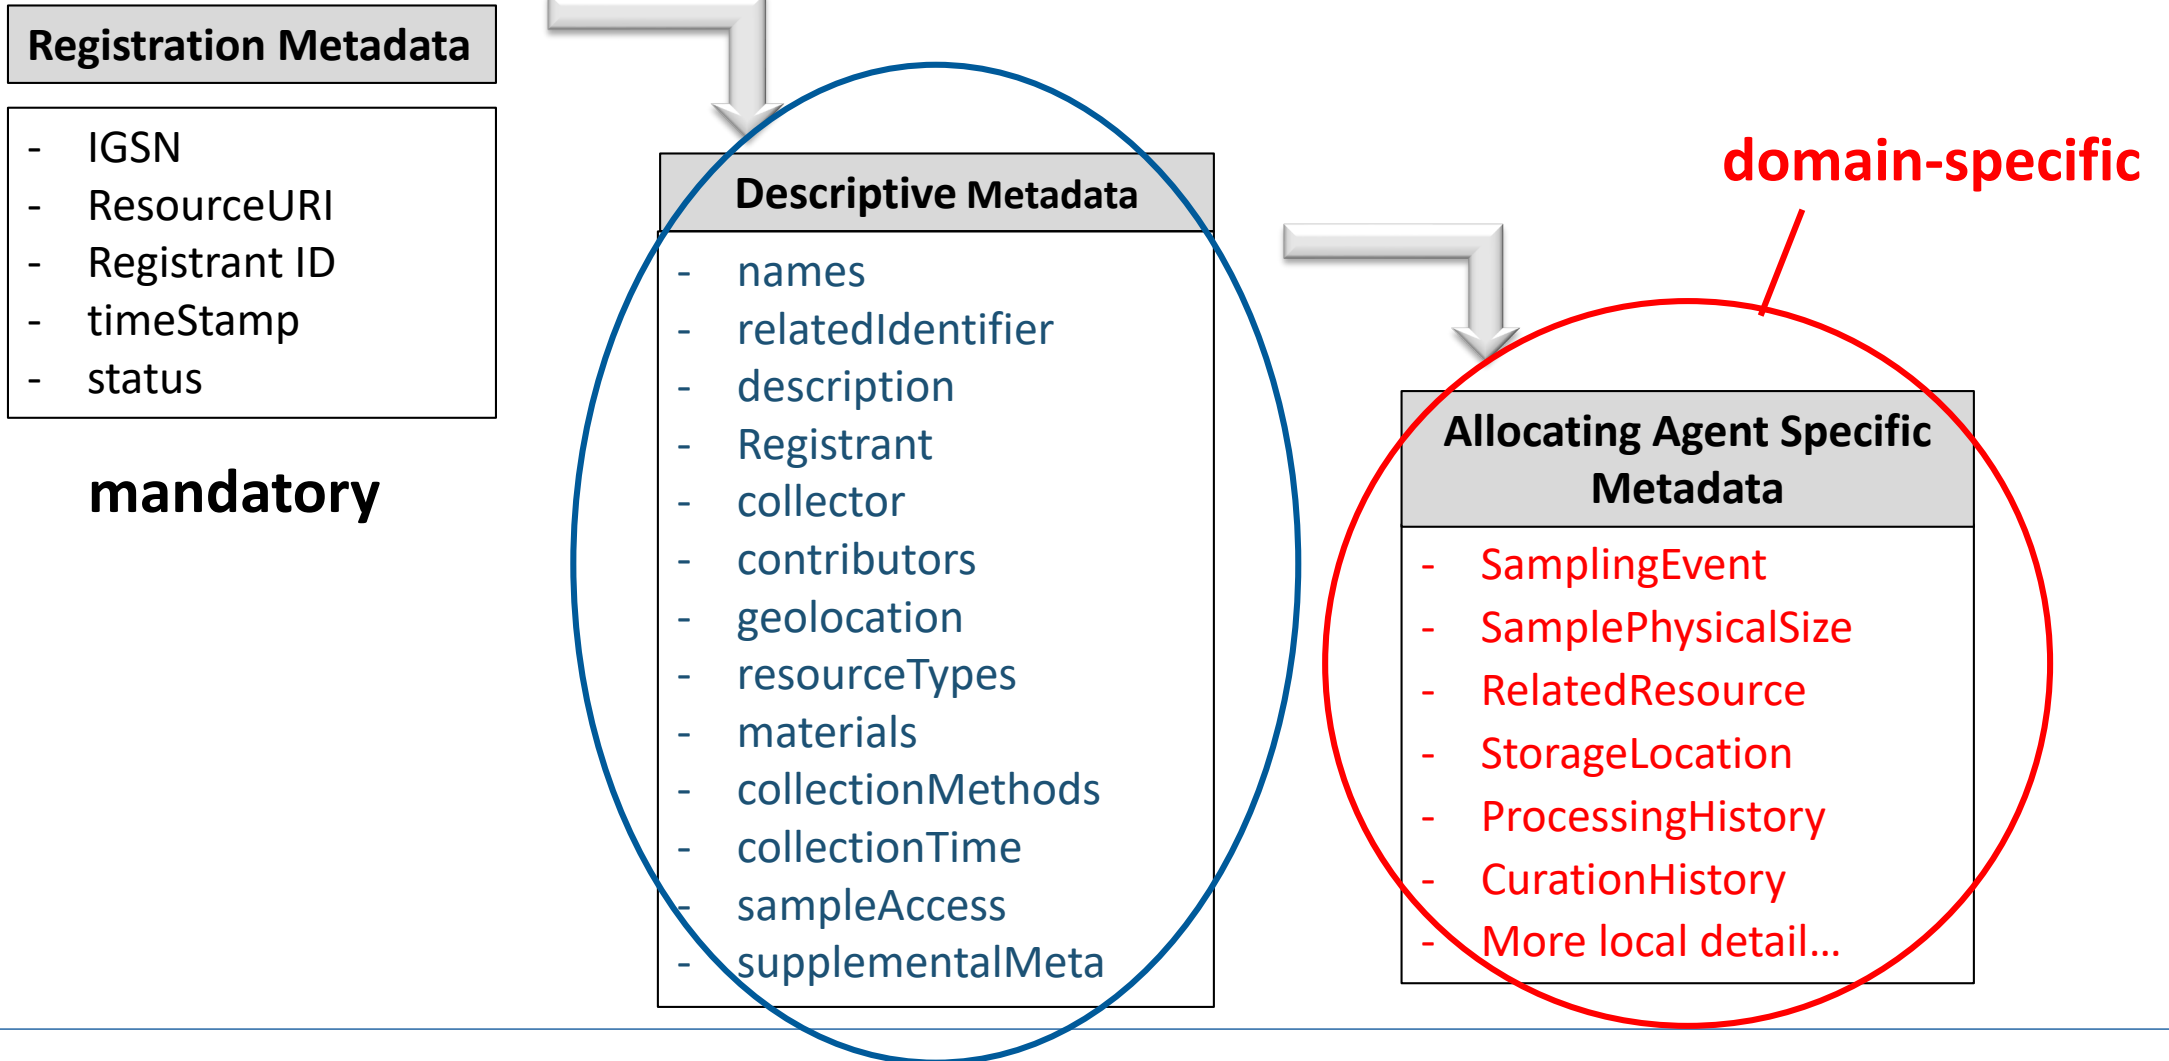 Registration Metadata
- IGSN
- ResourceURI
- Registrant ID
- timeStamp
- status
mandatory
Descriptive Metadata
- names
- relatedIdentifier
- description
- Registrant
- collector
- contributors
- geolocation
- resourceTypes
- materials
- collectionMethods
- collectionTime
- sampleAccess
- supplementalMeta
domain-specific
Allocating Agent Specific
Metadata
- SamplingEvent
- SamplePhysicalSize
- RelatedResource
- StorageLocation
- ProcessingHistory
- CurationHistory
- More local detail...